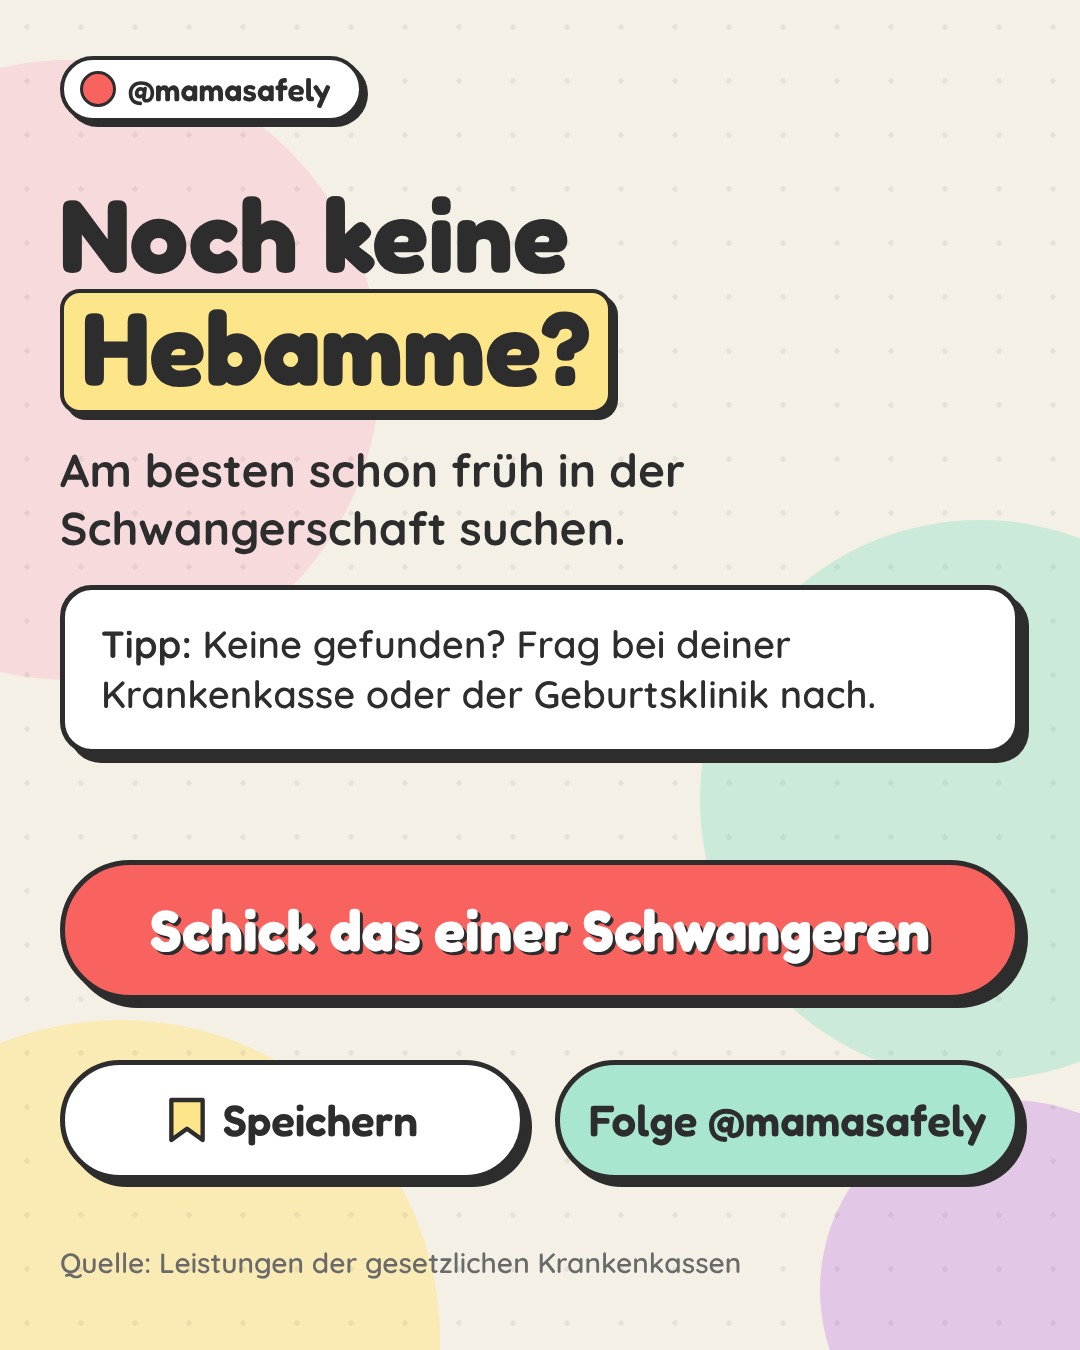 @mamasafely
Noch keine
Hebamme?
Am besten schon früh in der
Schwangerschaft suchen.
Tipp: Keine gefunden? Frag bei deiner
Krankenkasse oder der Geburtsklinik nach.
Schick das einer Schwangeren
Speichern
Folge @mamasafely
Quelle: Leistungen der gesetzlichen Krankenkassen